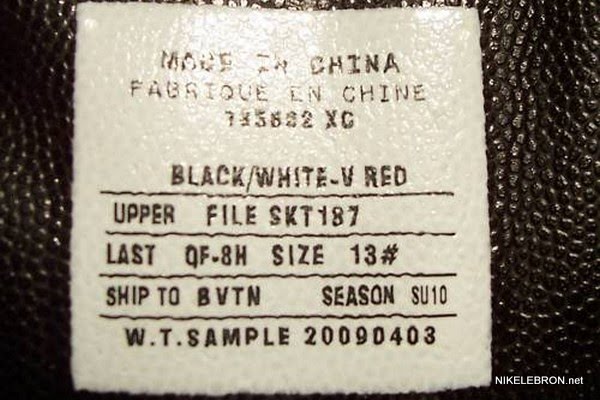 MADE IN CHINA
FABRIQUE EN CHINE
XC
BLACK/WHITE-V RED
UPPER FILE SKT187
LAST QF-8H SIZE 13#
SHIP TO BVTN SEASON SU10
W.T.SAMPLE 20090403
NIKELEBRON.net